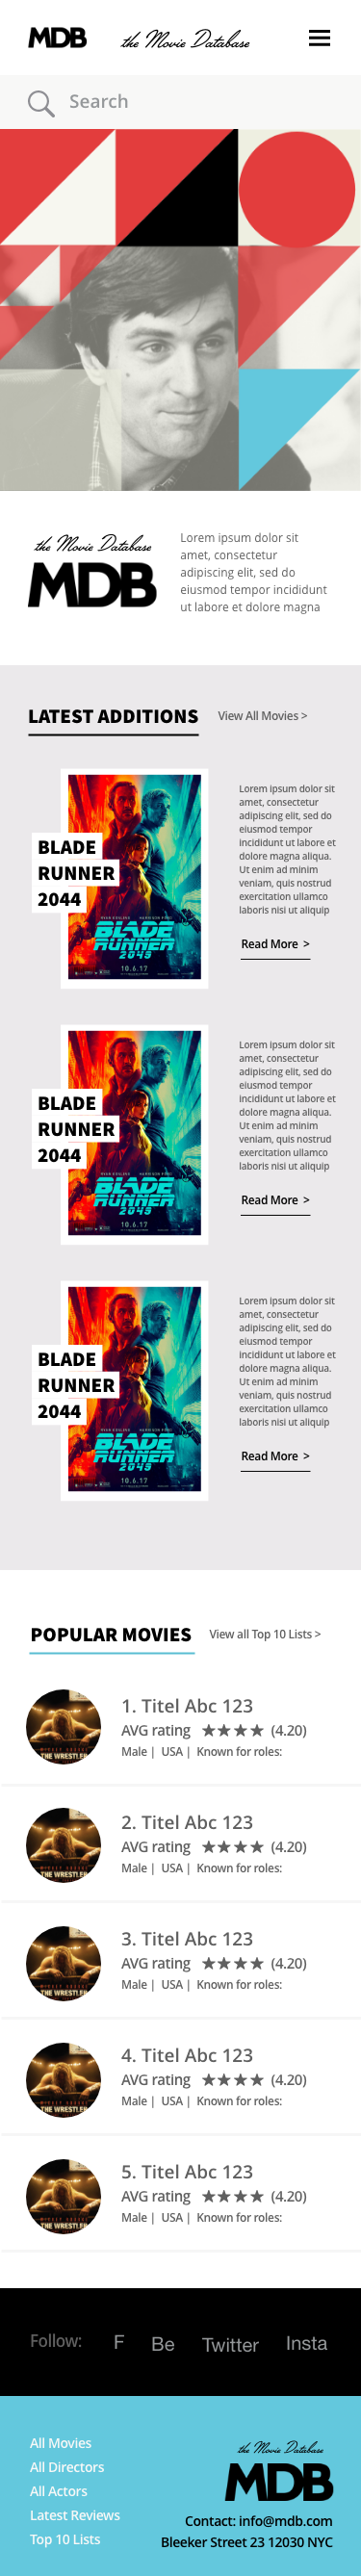 MDB
the Movie Database
Search
the Movie Database
MDB
Lorem ipsum dolor sit
amet, consectetur
adipiscing elit, sed do
eiusmod tempor incididunt
ut labore et dolore magna
LATEST ADDITIONS
View All Movies >
BLADE
RUNNER
2044
BLADE
RUNNER
2049
10.6.17
Lorem ipsum dolor sit
amet, consectetur
adipiscing elit, sed do
eiusmod tempor
incididunt ut labore et
dolore magna aliqua.
Ut enim ad minim
veniam, quis nostrud
exercitation ullamco
laboris nisi ut aliquip
Read More >
BLADE
RUNNER
2044
BLADE
RUNNER
2049
10.6.17
Lorem ipsum dolor sit
amet, consectetur
adipiscing elit, sed do
eiusmod tempor
incididunt ut labore et
dolore magna aliqua.
Ut enim ad minim
veniam, quis nostrud
exercitation ullamco
laboris nisi ut aliquip
Read More >
BLADE
RUNNER
2044
BLADE
RUNNER
2049
10.6.17
Lorem ipsum dolor sit
amet, consectetur
adipiscing elit, sed do
eiusmod tempor
incididunt ut labore et
dolore magna aliqua.
Ut enim ad minim
veniam, quis nostrud
exercitation ullamco
laboris nisi ut aliquip
Read More >
POPULAR MOVIES
View all Top 10 Lists >
THE WRESTLER
1. Titel Abc 123
AVG rating ★★★★ (4.20)
Male | USA | Known for roles:
THE WRESTLER
2. Titel Abc 123
AVG rating ★★★★ (4.20)
Male | USA | Known for roles:
THE WRESTLER
3. Titel Abc 123
AVG rating ★★★★ (4.20)
Male | USA | Known for roles:
THE WRESTLER
4. Titel Abc 123
AVG rating ★★★★ (4.20)
Male | USA | Known for roles:
THE WRESTLER
5. Titel Abc 123
AVG rating ★★★★ (4.20)
Male | USA | Known for roles:
Follow: F Be Twitter Insta
All Movies
All Directors
All Actors
Latest Reviews
Top 10 Lists
the Movie Database
MDB
Contact: info@mdb.com
Bleeker Street 23 12030 NYC